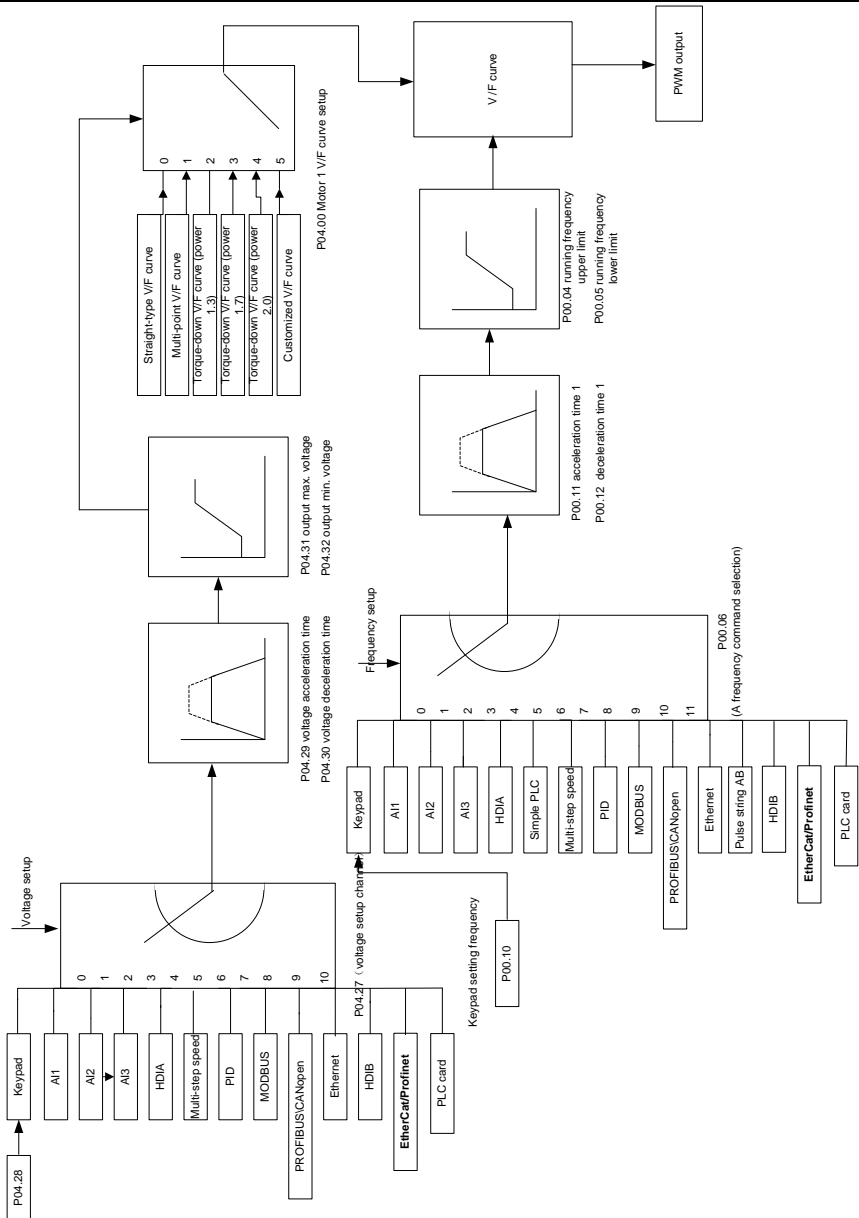 P04.28
Keypad
AI1
AI2
AI3
HDIA
Multi-step speed
PID
MODBUS
PROFIBUS\CANopen
Ethernet
HDIB
EtherCat/Profinet
PLC card
Voltage setup
0
1
2
3
4
5
6
7
8
9
10
P04.27（voltage setup channel）
P04.29 voltage acceleration time
P04.30 voltage deceleration time
P04.31 output max. voltage
P04.32 output min. voltage
Straight-type V/F curve
Multi-point V/F curve
Torque-down V/F curve (power
1.3)
Torque-down V/F curve (power
1.7)
Torque-down V/F curve (power
2.0)
Customized V/F curve
0
1
2
3
4
5
P04.00 Motor 1 V/F curve setup
Keypad setting frequency
P00.10
Keypad
AI1
AI2
AI3
HDIA
Simple PLC
Multi-step speed
PID
MODBUS
PROFIBUS\CANopen
Ethernet
Pulse string AB
HDIB
EtherCat/Profinet
PLC card
Frequency setup
0
1
2
3
4
5
6
7
8
9
10
11
P00.06
(A frequency command selection)
P00.11 acceleration time 1
P00.12 deceleration time 1
P00.04 running frequency
upper limit
P00.05 running frequency
lower limit
V/F curve
PWM output